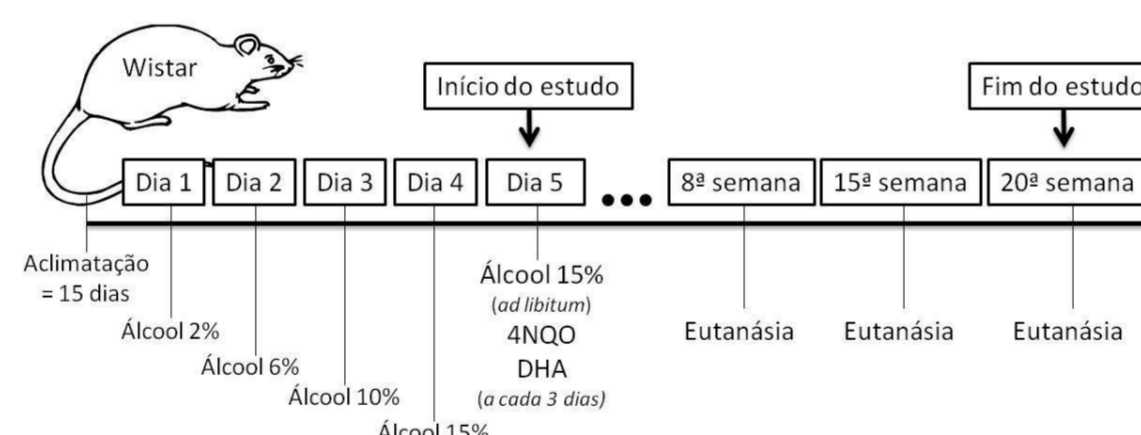 Wistar
Início do estudo
Fim do estudo
Dia 1
Dia 2
Dia 3
Dia 4
Dia 5
8ª semana
15ª semana
20ª semana
Aclimatação
= 15 dias
Álcool 2%
Álcool 6%
Álcool 10%
Álcool 15%
Álcool 15%
(ad libitum)
4NQO
DHA
(a cada 3 dias)
Eutanásia
Eutanásia
Eutanásia